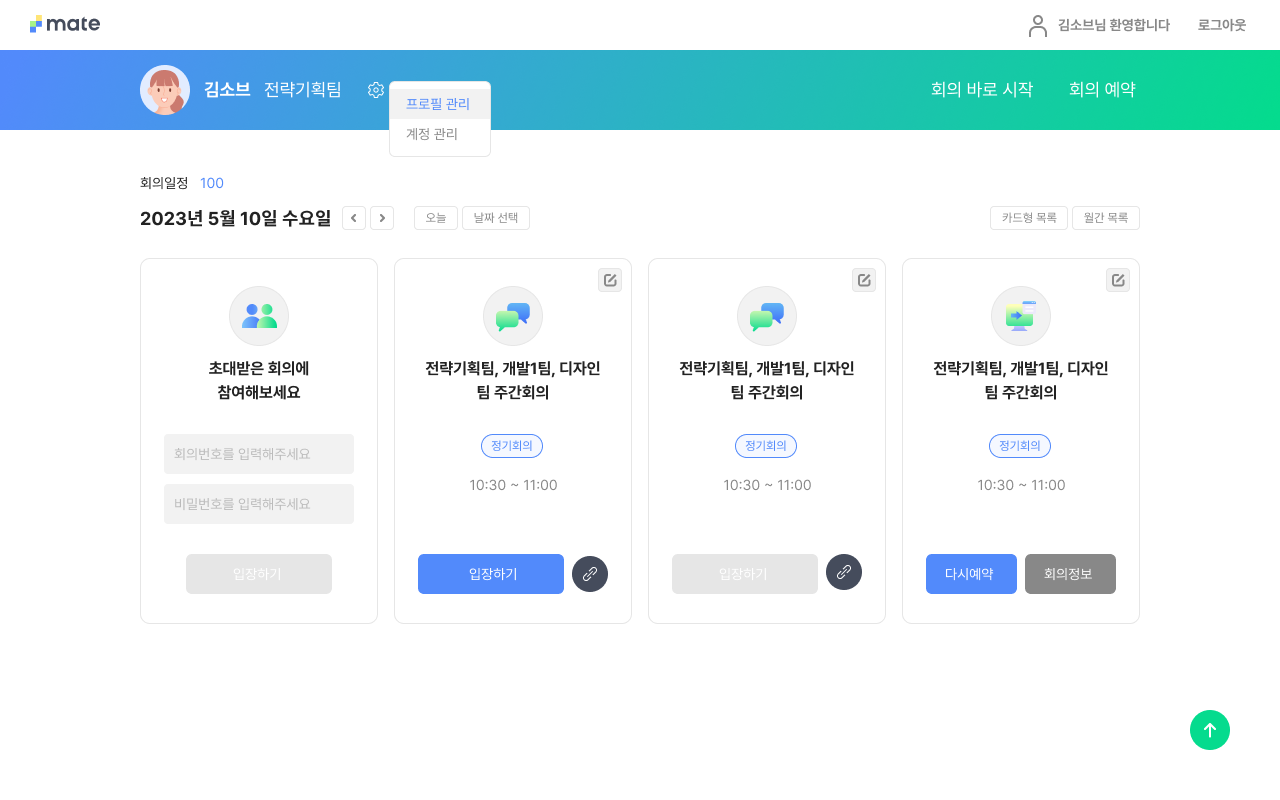 mate
김소브님 환영합니다 로그아웃
김소브 전략기획팀
프로필 관리
계정 관리
회의 바로 시작 회의 예약
회의일정 100
2023년 5월 10일 수요일
오늘 날짜 선택
카드형 목록 월간 목록
초대받은 회의에
참여해보세요
회의번호를 입력해주세요
비밀번호를 입력해주세요
입장하기
전략기획팀, 개발1팀, 디자인
팀 주간회의
정기회의
10:30 ~ 11:00
입장하기
전략기획팀, 개발1팀, 디자인
팀 주간회의
정기회의
10:30 ~ 11:00
입장하기
전략기획팀, 개발1팀, 디자인
팀 주간회의
정기회의
10:30 ~ 11:00
다시예약 회의정보